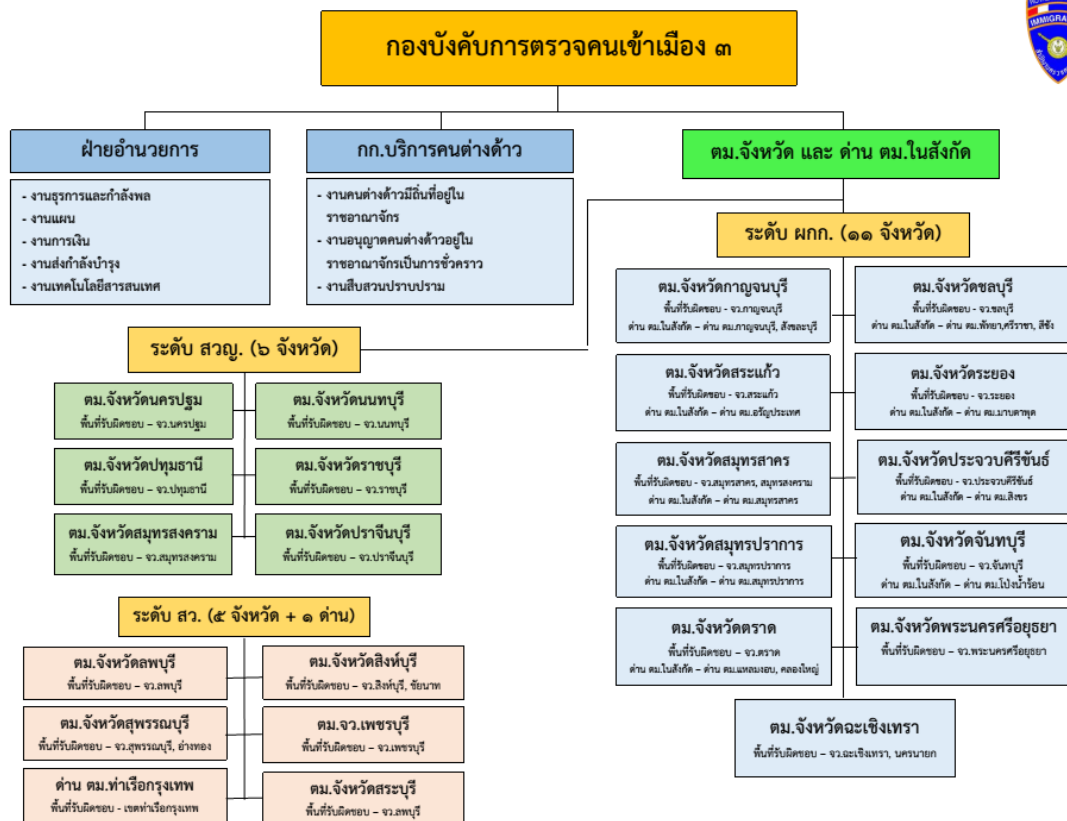 IMMIGRA
กองบังคับการตรวจคนเข้าเมือง ๓
ฝ่ายอำนวยการ
- งานธุรการและกำลังพล
- งานแผน
- งานการเงิน
- งานส่งกำลังบำรุง
- งานเทคโนโลยีสารสนเทศ
กก.บริการคนต่างด้าว
- งานคนต่างด้าวมีถิ่นที่อยู่ใน
ราชอาณาจักร
- งานอนุญาตคนต่างด้าวอยู่ใน
ราชอาณาจักรเป็นการชั่วคราว
- งานสืบสวนปราบปราม
ตม.จังหวัด และ ด่าน ตม.ในสังกัด
ระดับ ผกก. (๑๑ จังหวัด)
ตม.จังหวัดกาญจนบุรี
พื้นที่รับผิดชอบ - จว.กาญจนบุรี
ด่าน ตม.ในสังกัด – ด่าน ตม.กาญจนบุรี, สังขละบุรี
ตม.จังหวัดชลบุรี
พื้นที่รับผิดชอบ - จว.ชลบุรี
ด่าน ตม.ในสังกัด – ด่าน ตม.พัทยา,ศรีราชา, สีชัง
ตม.จังหวัดสระแก้ว
พื้นที่รับผิดชอบ - จว.สระแก้ว
ด่าน ตม.ในสังกัด – ด่าน ตม.อรัญประเทศ
ตม.จังหวัดระยอง
พื้นที่รับผิดชอบ - จว.ระยอง
ด่าน ตม.ในสังกัด – ด่าน ตม.มาบตาพุด
ตม.จังหวัดสมุทรสาคร
พื้นที่รับผิดชอบ - จว.สมุทรสาคร, สมุทรสงคราม
ด่าน ตม.ในสังกัด – ด่าน ตม.สมุทรสาคร
ตม.จังหวัดประจวบคีรีขันธ์
พื้นที่รับผิดชอบ – จว.ประจวบคีรีขันธ์
ด่าน ตม.ในสังกัด – ด่าน ตม.สิงขร
ตม.จังหวัดสมุทรปราการ
พื้นที่รับผิดชอบ – จว.สมุทรปราการ
ด่าน ตม.ในสังกัด – ด่าน ตม.สมุทรปราการ
ตม.จังหวัดจันทบุรี
พื้นที่รับผิดชอบ – จว.จันทบุรี
ด่าน ตม.ในสังกัด – ด่าน ตม.โป่งน้ำร้อน
ตม.จังหวัดตราด
พื้นที่รับผิดชอบ – จว.ตราด
ด่าน ตม.ในสังกัด – ด่าน ตม.แหลมงอบ, คลองใหญ่
ตม.จังหวัดพระนครศรีอยุธยา
พื้นที่รับผิดชอบ – จว.พระนครศรีอยุธยา
ตม.จังหวัดฉะเชิงเทรา
พื้นที่รับผิดชอบ – จว.ฉะเชิงเทรา, นครนายก
ระดับ สวญ. (๖ จังหวัด)
ตม.จังหวัดนครปฐม
พื้นที่รับผิดชอบ – จว.นครปฐม
ตม.จังหวัดนนทบุรี
พื้นที่รับผิดชอบ – จว.นนทบุรี
ตม.จังหวัดปทุมธานี
พื้นที่รับผิดชอบ – จว.ปทุมธานี
ตม.จังหวัดราชบุรี
พื้นที่รับผิดชอบ – จว.ราชบุรี
ตม.จังหวัดสมุทรสงคราม
พื้นที่รับผิดชอบ – จว.สมุทรสงคราม
ตม.จังหวัดปราจีนบุรี
พื้นที่รับผิดชอบ – จว.ปราจีนบุรี
ระดับ สว. (๕ จังหวัด + ๑ ด่าน)
ตม.จังหวัดลพบุรี
พื้นที่รับผิดชอบ – จว.ลพบุรี
ตม.จังหวัดสิงห์บุรี
พื้นที่รับผิดชอบ – จว.สิงห์บุรี, ชัยนาท
ตม.จังหวัดสุพรรณบุรี
พื้นที่รับผิดชอบ – จว.สุพรรณบุรี, อ่างทอง
ตม.จว.เพชรบุรี
พื้นที่รับผิดชอบ – จว.เพชรบุรี
ด่าน ตม.ท่าเรือกรุงเทพ
พื้นที่รับผิดชอบ - เขตท่าเรือกรุงเทพ
ตม.จังหวัดสระบุรี
พื้นที่รับผิดชอบ – จว.ลพบุรี